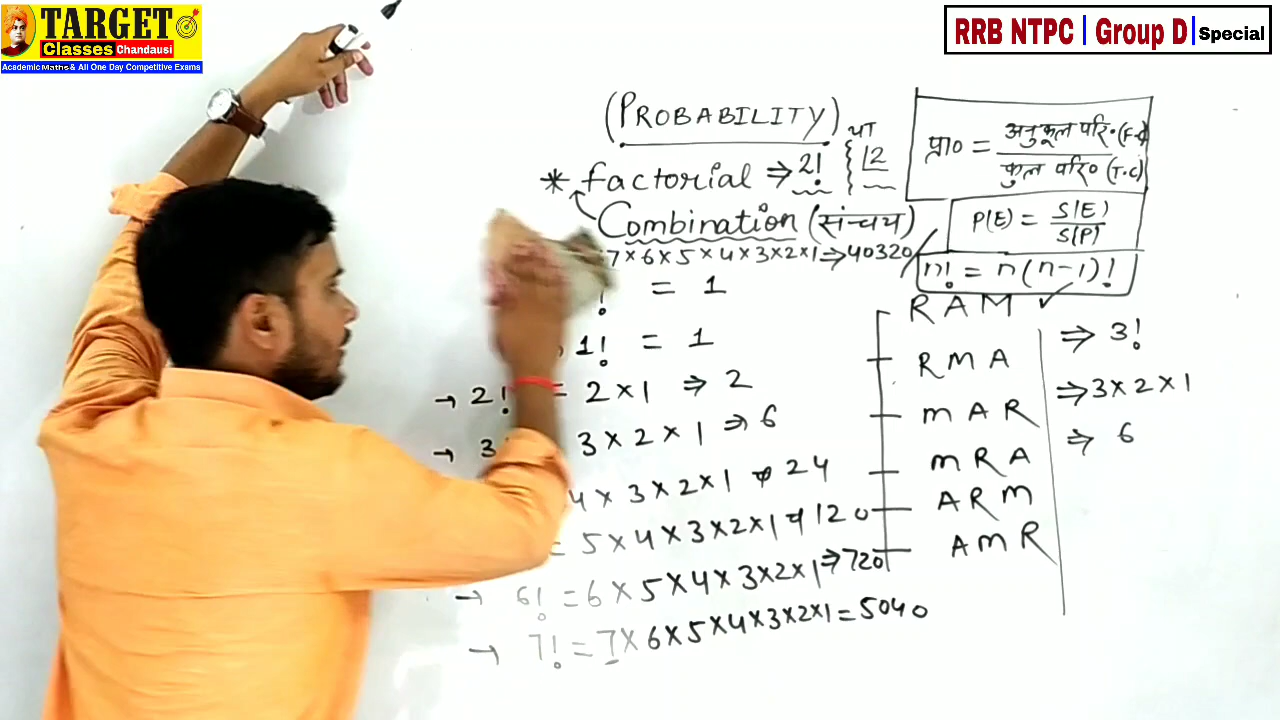 TARGET
Classes Chandausi
Academic Maths & All One Day Competitive Exams
RRB NTPC | Group D | Special
(PROBABILITY)
* factorial ⇒ 2! या 2
Combination (संन्चय)
7×6×5×4×3×2×1⇒40320
! = 1
1! = 1
→ 2! = 2×1 ⇒ 2
→ 3 3×2×1 ⇒ 6
4×3×2×1 ⇒ 24
= 5×4×3×2×1 ⇒ 120
→ 6! = 6×5×4×3×2×1 ⇒ 720
→ 7! = 7×6×5×4×3×2×1 = 5040
प्रा० = अनुकूल परि० (F.C) / कुल परि० (T.C)
P(E) = S(E) / S(P)
n! = n(n-1)!
RAM ✓
RMA
MAR
MRA
ARM
AMR
⇒ 3!
⇒ 3×2×1
⇒ 6